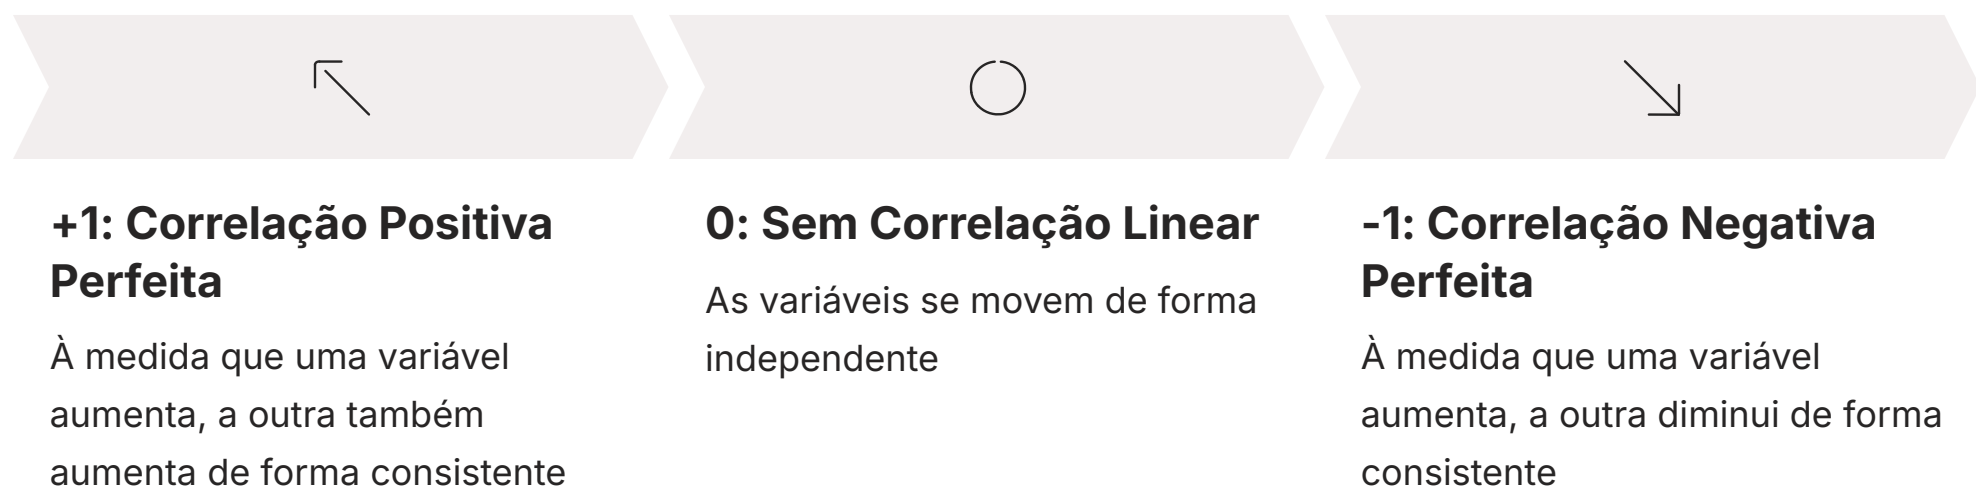 +1: Correlação Positiva
Perfeita
À medida que uma variável
aumenta, a outra também
aumenta de forma consistente
0: Sem Correlação Linear
As variáveis se movem de forma
independente
-1: Correlação Negativa
Perfeita
À medida que uma variável
aumenta, a outra diminui de forma
consistente